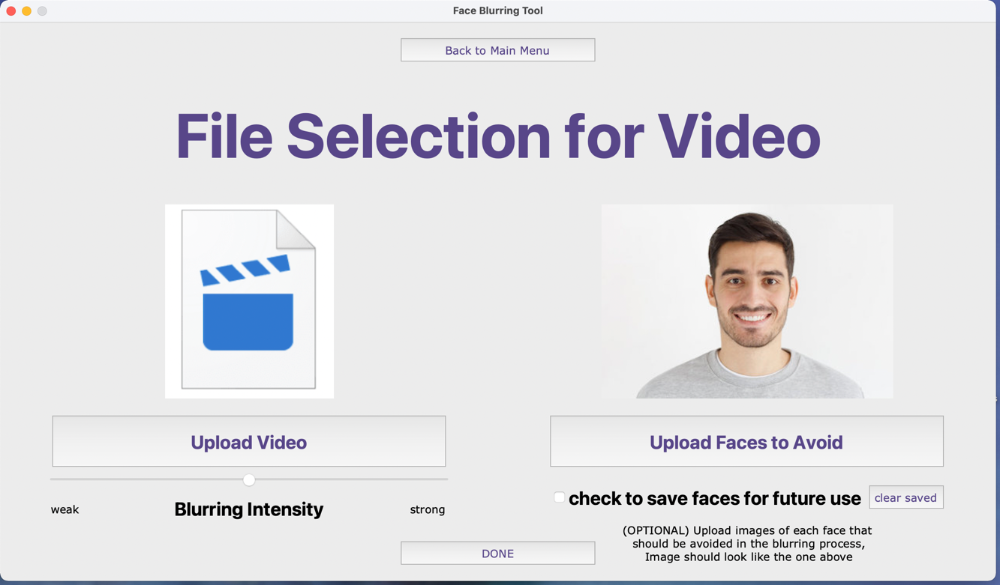 Face Blurring Tool
Back to Main Menu
File Selection for Video
Upload Video
Upload Faces to Avoid
check to save faces for future use
clear saved
weak
Blurring Intensity
strong
(OPTIONAL) Upload images of each face that
should be avoided in the blurring process,
Image should look like the one above
DONE